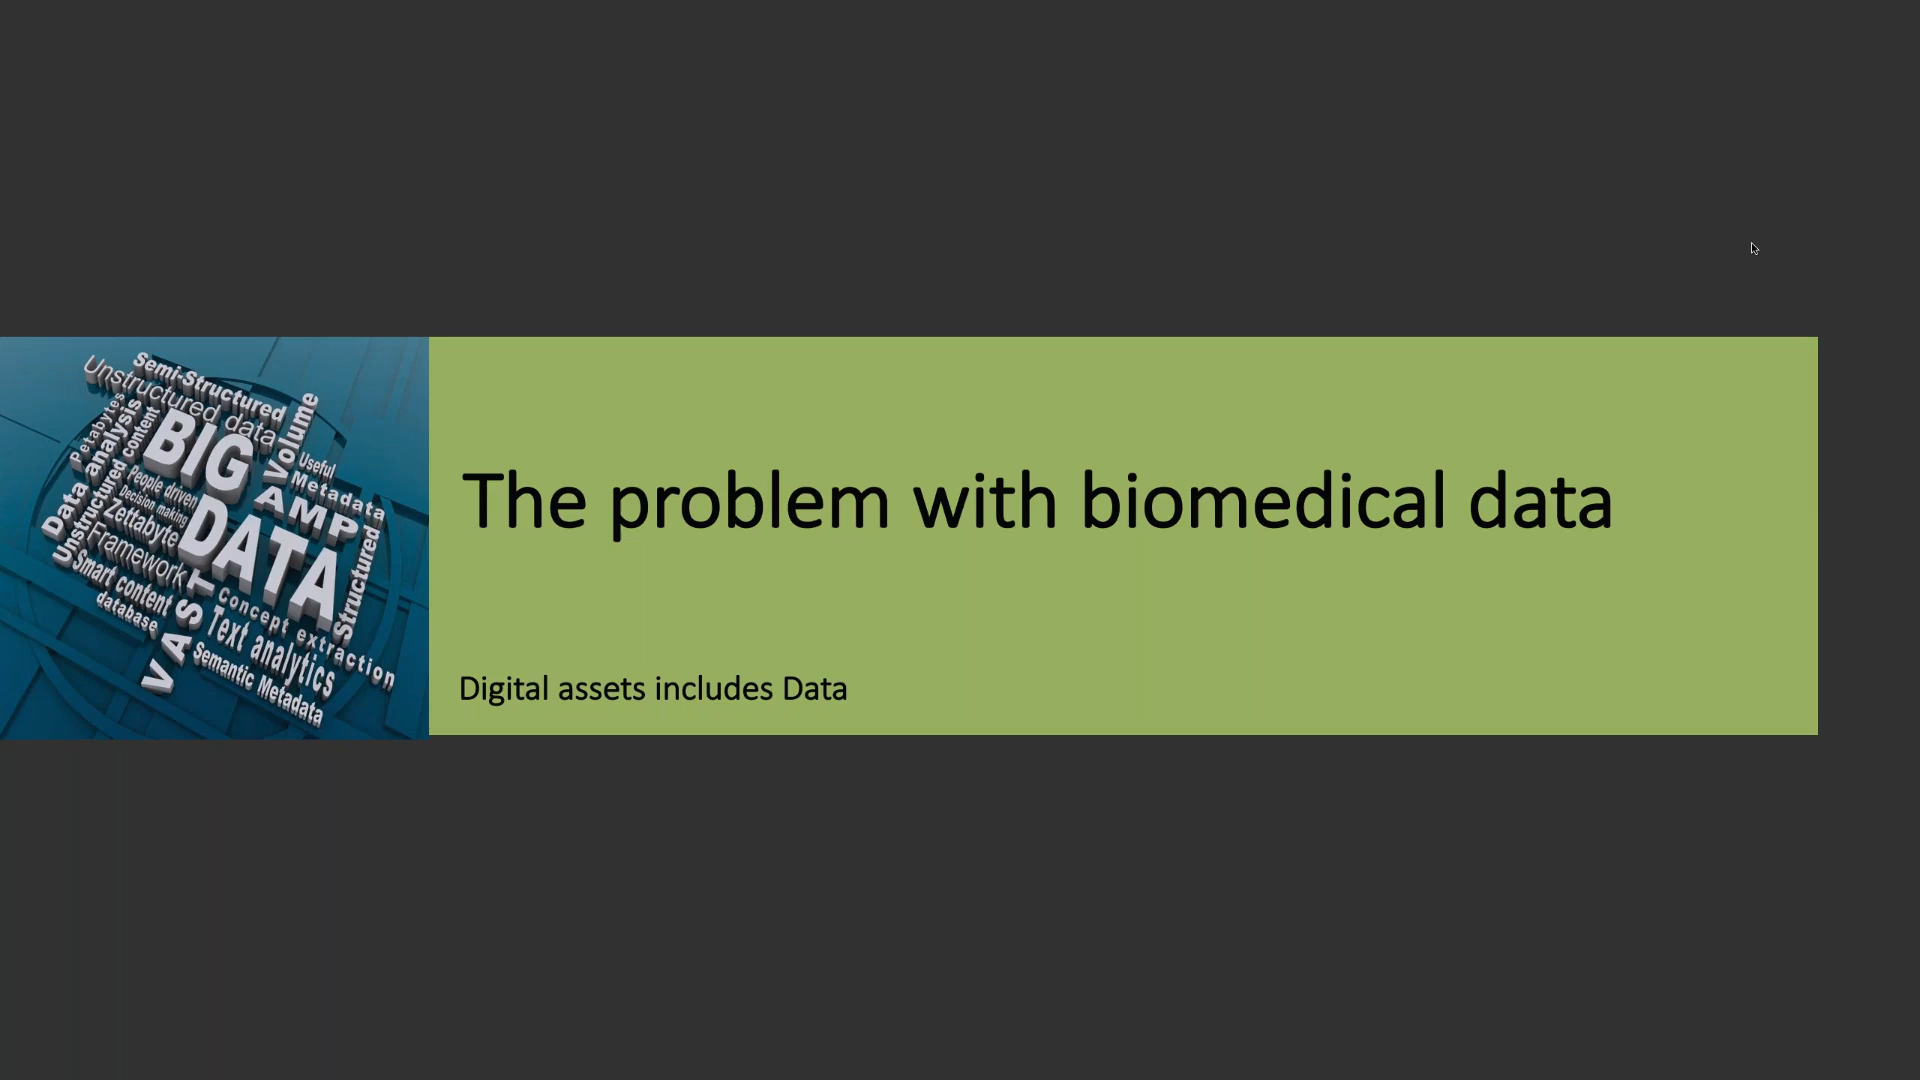 Semi-Structured
Unstructured data
Volume
Petabytes
Data analysis
Unstructured content
BIG
Useful
Metadata
People driven
Decision making
AMP
Zettabyte
DATA
Framework
Structured
Smart content
database
VAST
Concept extraction
Text analytics
Semantic Metadata
The problem with biomedical data
Digital assets includes Data